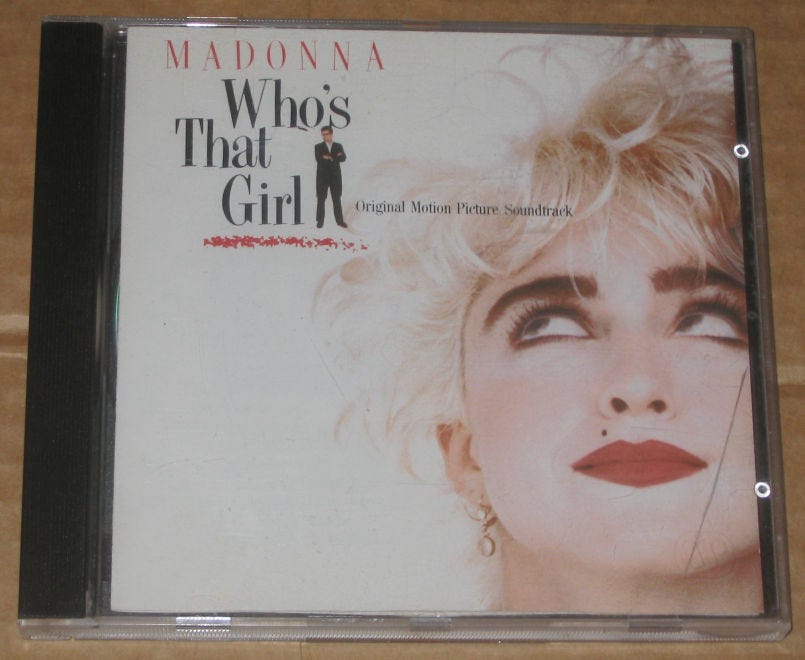 MADONNA
Who's
That
Girl
Original Motion Picture Soundtrack